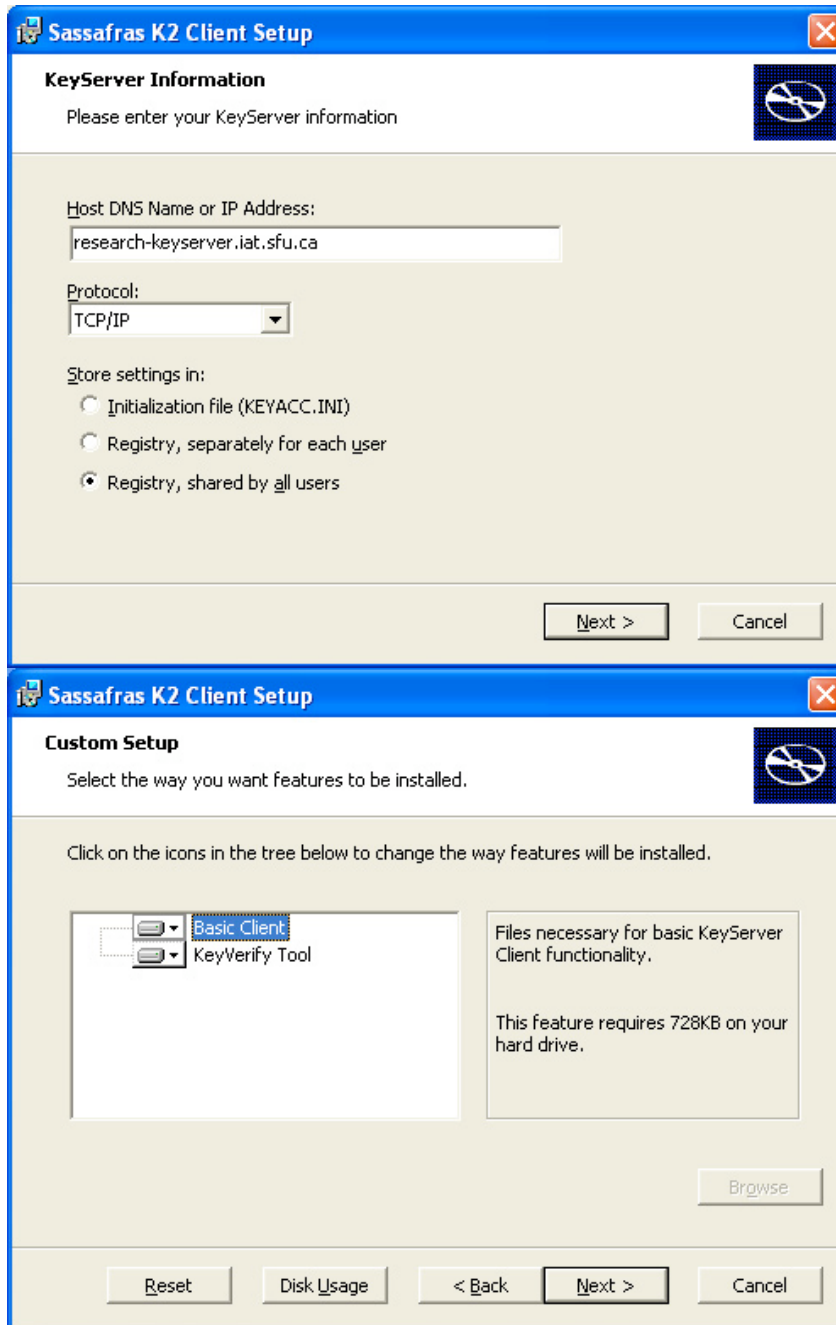 Sassafras K2 Client Setup
KeyServer Information
Please enter your KeyServer information
Host DNS Name or IP Address:
research-keyserver.iat.sfu.ca
Protocol:
TCP/IP
Store settings in:
Initialization file (KEYACC.INI)
Registry, separately for each user
Registry, shared by all users
Next >
Cancel
Sassafras K2 Client Setup
Custom Setup
Select the way you want features to be installed.
Click on the icons in the tree below to change the way features will be installed.
Basic Client
KeyVerify Tool
Files necessary for basic KeyServer
Client functionality.
This feature requires 728KB on your
hard drive.
Browse
Reset
Disk Usage
< Back
Next >
Cancel